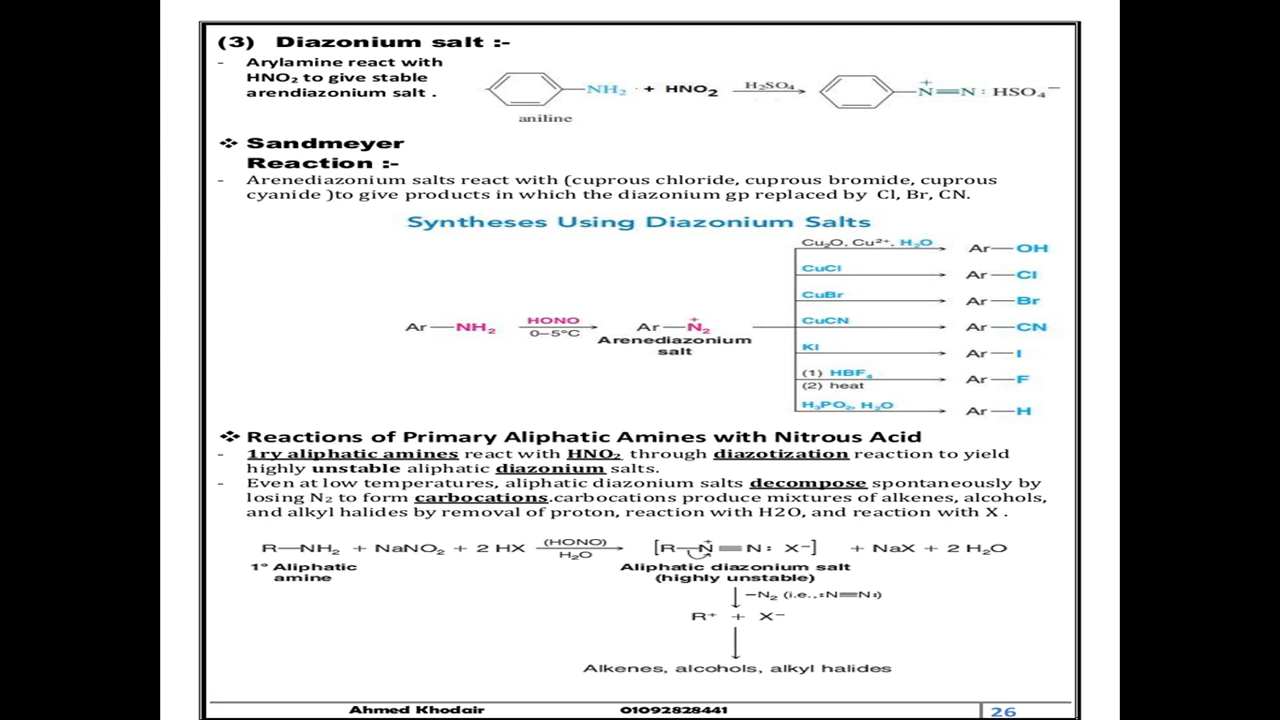 (3) Diazonium salt :-
- Arylamine react with
HNO₂ to give stable
arendiazonium salt .
NH₂ + HNO₂ H₂SO₄ N⁺≡N : HSO₄⁻
aniline
❖ Sandmeyer
Reaction :-
- Arenediazonium salts react with (cuprous chloride, cuprous bromide, cuprous
cyanide )to give products in which the diazonium gp replaced by Cl, Br, CN.
Syntheses Using Diazonium Salts
Cu₂O, Cu²⁺, H₂O Ar—OH
CuCl Ar—Cl
CuBr Ar—Br
Ar—NH₂ HONO 0–5°C Ar—N₂⁺ CuCN Ar—CN
Arenediazonium
salt
KI Ar—I
(1) HBF₄ Ar—F
(2) heat
H₃PO₂, H₂O Ar—H
❖ Reactions of Primary Aliphatic Amines with Nitrous Acid
- 1ry aliphatic amines react with HNO₂ through diazotization reaction to yield
highly unstable aliphatic diazonium salts.
- Even at low temperatures, aliphatic diazonium salts decompose spontaneously by
losing N₂ to form carbocations.carbocations produce mixtures of alkenes, alcohols,
and alkyl halides by removal of proton, reaction with H2O, and reaction with X .
R—NH₂ + NaNO₂ + 2 HX (HONO) H₂O [R—N⁺≡N: X⁻] + NaX + 2 H₂O
1° Aliphatic
amine
Aliphatic diazonium salt
(highly unstable)
−N₂ (i.e.,:N≡N:)
R⁺ + X⁻
Alkenes, alcohols, alkyl halides
Ahmed Khodair 01092828441 26